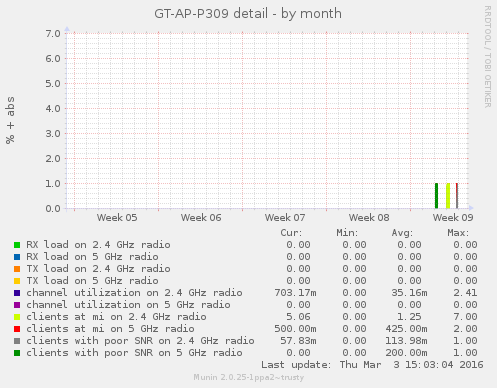 GT-AP-P309 detail - by month
RRDTOOL / TOBI OETIKER
% + abs
7.0
6.0
5.0
4.0
3.0
2.0
1.0
0.0
Week 05 Week 06 Week 07 Week 08 Week 09
Cur: Min: Avg: Max:
RX load on 2.4 GHz radio 0.00 0.00 0.00 0.00
RX load on 5 GHz radio 0.00 0.00 0.00 0.00
TX load on 2.4 GHz radio 0.00 0.00 0.00 0.00
TX load on 5 GHz radio 0.00 0.00 0.00 0.00
channel utilization on 2.4 GHz radio 703.17m 0.00 35.16m 2.41
channel utilization on 5 GHz radio 0.00 0.00 0.00 0.00
clients at mi on 2.4 GHz radio 5.06 0.00 1.25 7.00
clients at mi on 5 GHz radio 500.00m 0.00 425.00m 2.00
clients with poor SNR on 2.4 GHz radio 57.83m 0.00 113.98m 1.00
clients with poor SNR on 5 GHz radio 0.00 0.00 200.00m 1.00
Last update: Thu Mar 3 15:03:04 2016
Munin 2.0.25-1ppa2~trusty